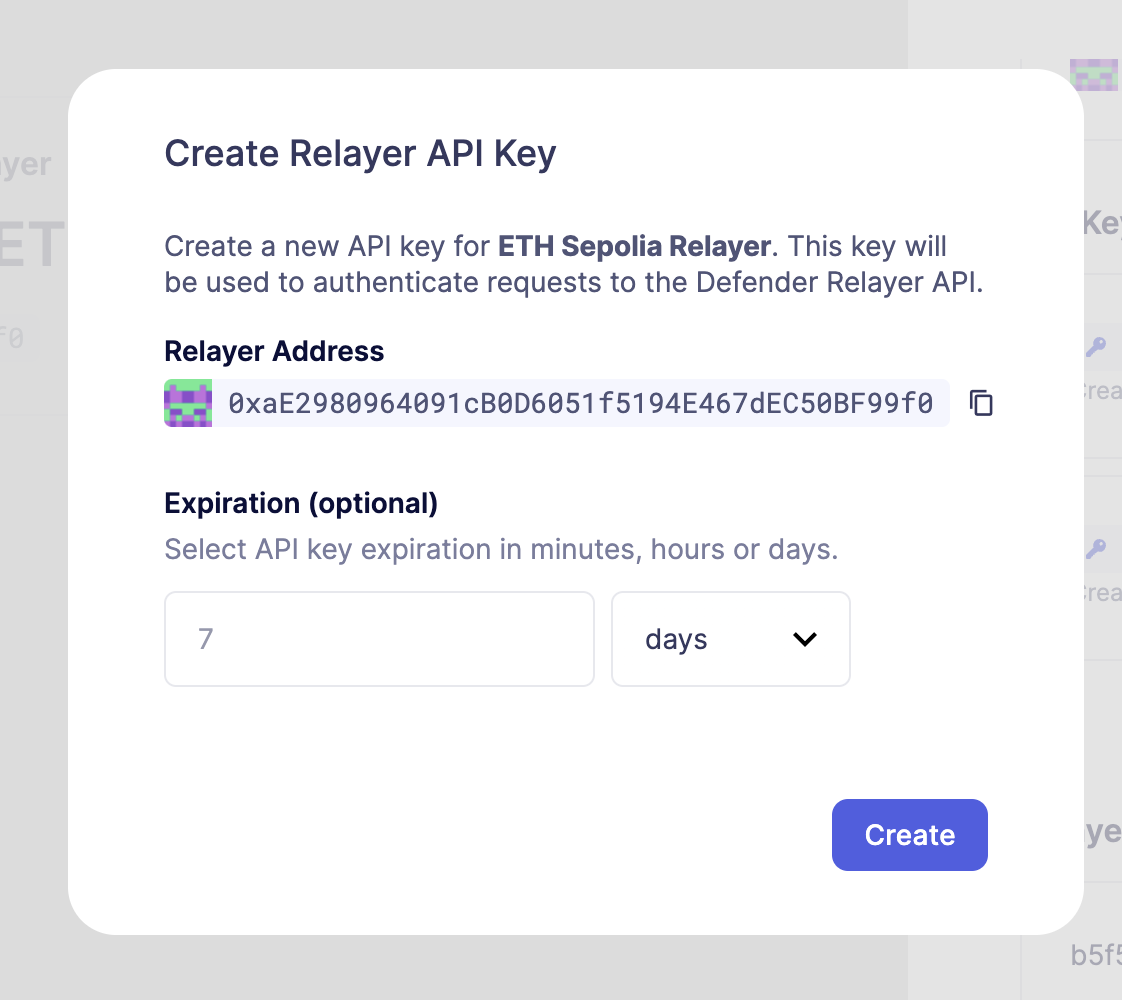 Create Relayer API Key
Create a new API key for ETH Sepolia Relayer. This key will
be used to authenticate requests to the Defender Relayer API.
Relayer Address
0xaE2980964091cB0D6051f5194E467dEC50BF99f0
Expiration (optional)
Select API key expiration in minutes, hours or days.
7
days
Create
ayer
ET
f0
Key
Crea
Crea
aye
b5f5